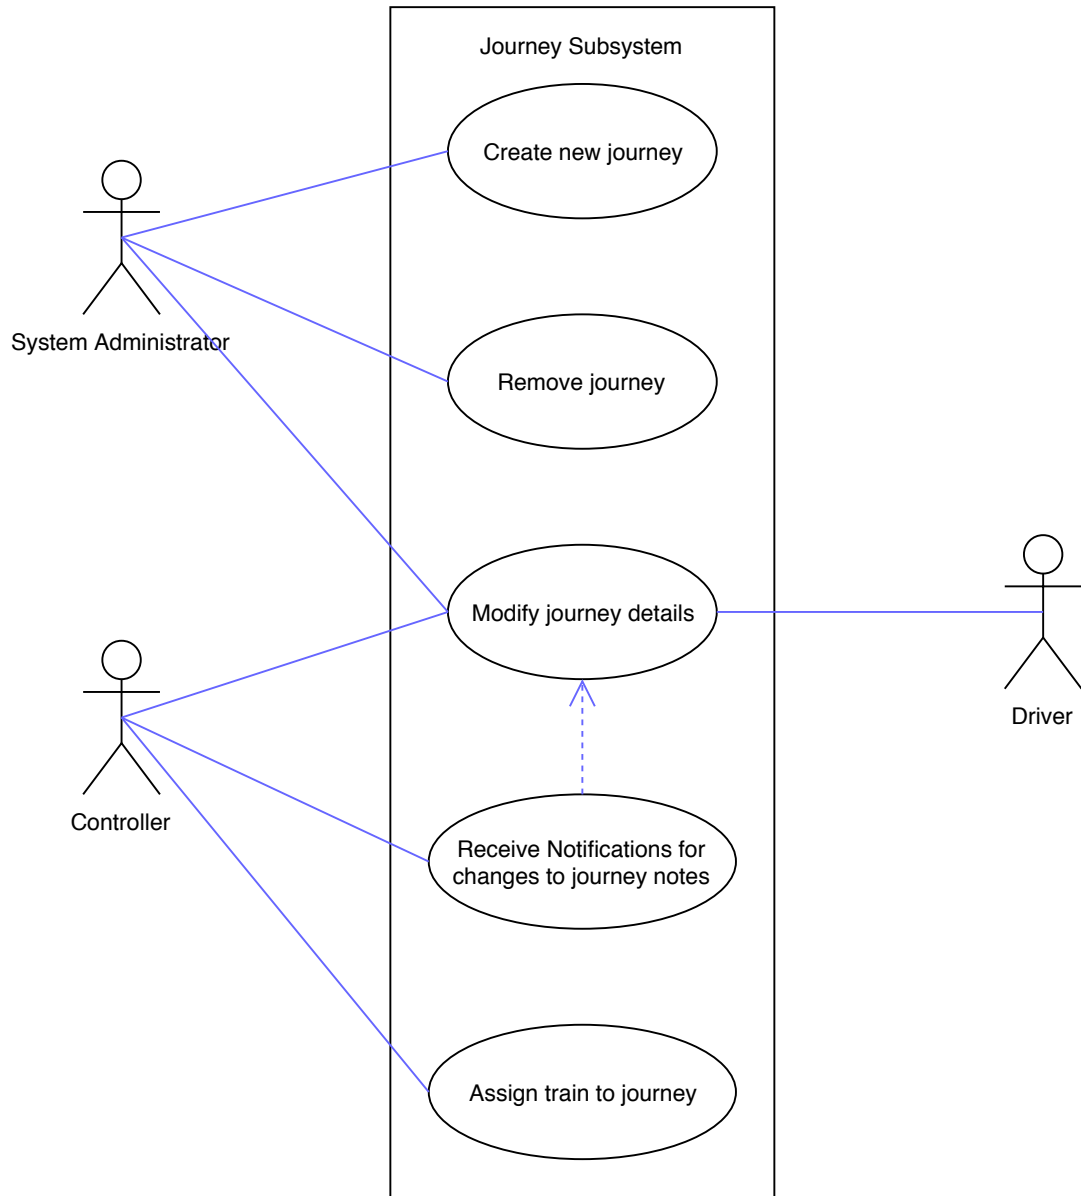 Journey Subsystem
Create new journey
System Administrator
Remove journey
Modify journey details
Driver
Controller
Receive Notifications for
changes to journey notes
Assign train to journey